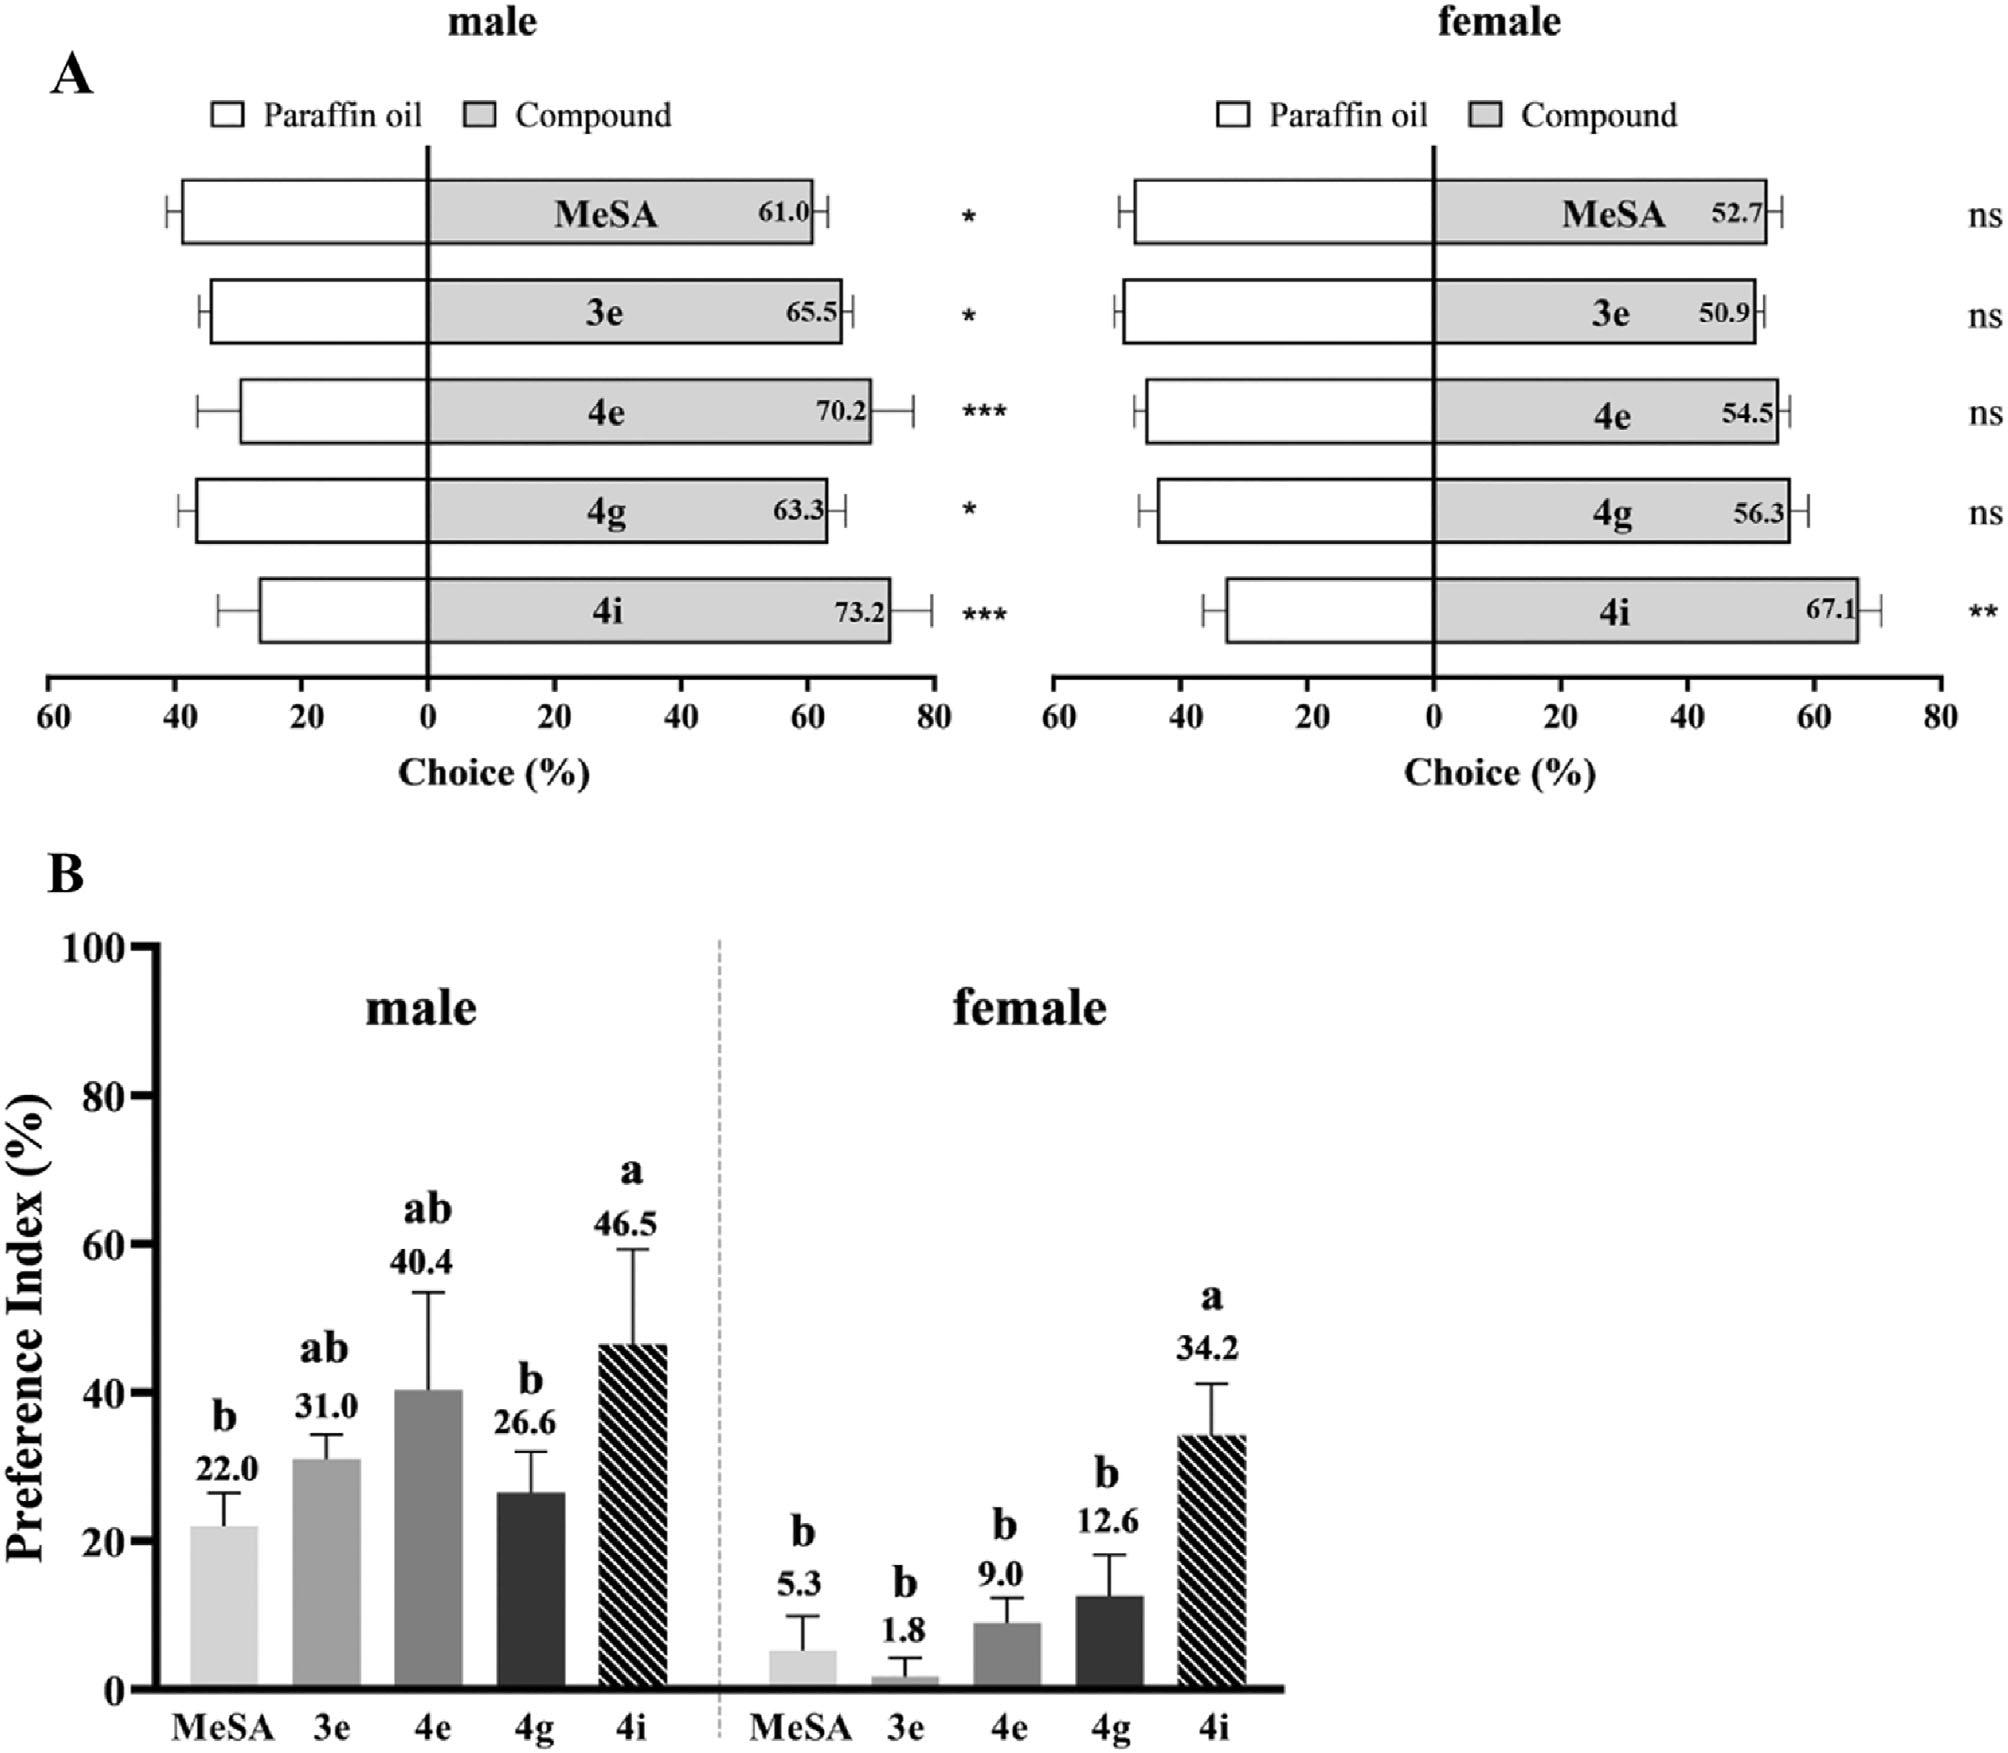 male
female
A
Paraffin oil
Compound
Paraffin oil
Compound
MeSA 61.0 *
3e 65.5 *
4e 70.2 ***
4g 63.3 *
4i 73.2 ***
60 40 20 0 20 40 60 80
Choice (%)
MeSA 52.7 ns
3e 50.9 ns
4e 54.5 ns
4g 56.3 ns
4i 67.1 **
60 40 20 0 20 40 60 80
Choice (%)
B
Preference Index (%)
100
80
60
40
20
0
male
b
22.0
ab
31.0
ab
40.4
b
26.6
a
46.5
female
b
5.3
b
1.8
b
9.0
b
12.6
a
34.2
MeSA 3e 4e 4g 4i MeSA 3e 4e 4g 4i